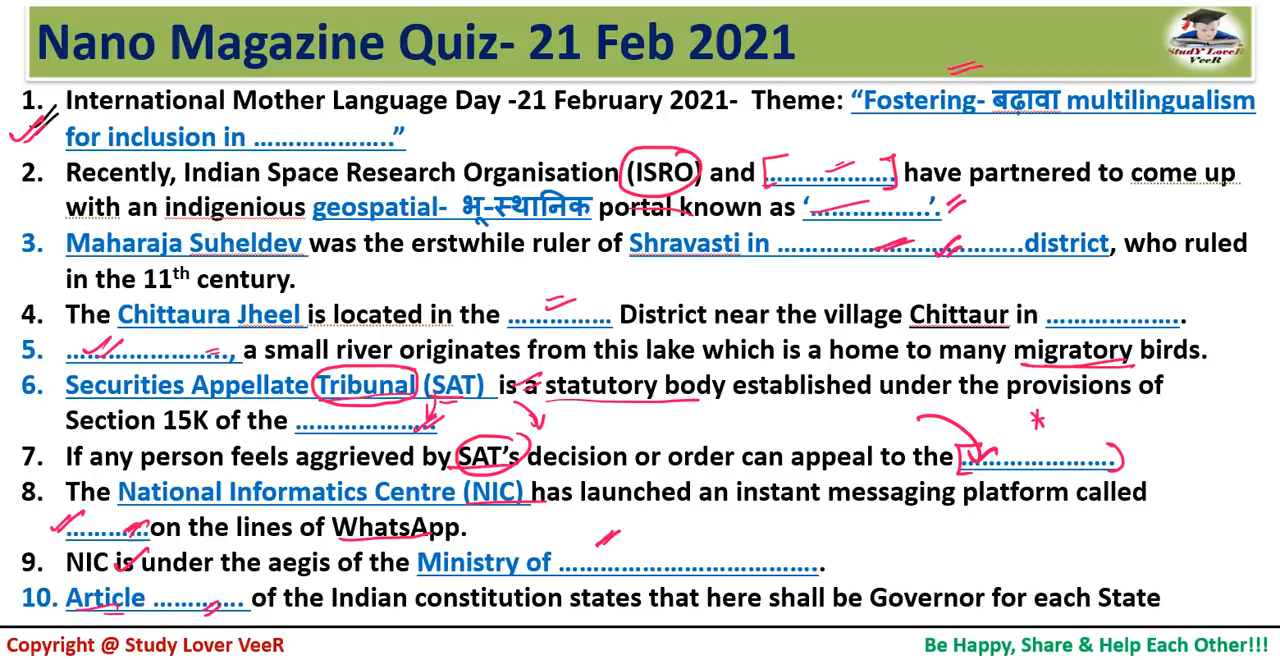 Nano Magazine Quiz- 21 Feb 2021
StudY LoveR
VeeR
1. International Mother Language Day -21 February 2021- Theme: “Fostering- बढ़ावा multilingualism
for inclusion in ………………..”
2. Recently, Indian Space Research Organisation (ISRO) and ………………. have partnered to come up
with an indigenious geospatial- भू-स्थानिक portal known as ‘……………..’.
3. Maharaja Suheldev was the erstwhile ruler of Shravasti in ……………………………..district, who ruled
in the 11th century.
4. The Chittaura Jheel is located in the …………… District near the village Chittaur in ……………….
5. …………………., a small river originates from this lake which is a home to many migratory birds.
6. Securities Appellate Tribunal (SAT) is a statutory body established under the provisions of
Section 15K of the ………………..
7. If any person feels aggrieved by SAT’s decision or order can appeal to the ………………….
8. The National Informatics Centre (NIC) has launched an instant messaging platform called
…………on the lines of WhatsApp.
9. NIC is under the aegis of the Ministry of ……………………………….
10. Article ………… of the Indian constitution states that here shall be Governor for each State
Copyright @ Study Lover VeeR
Be Happy, Share & Help Each Other!!!